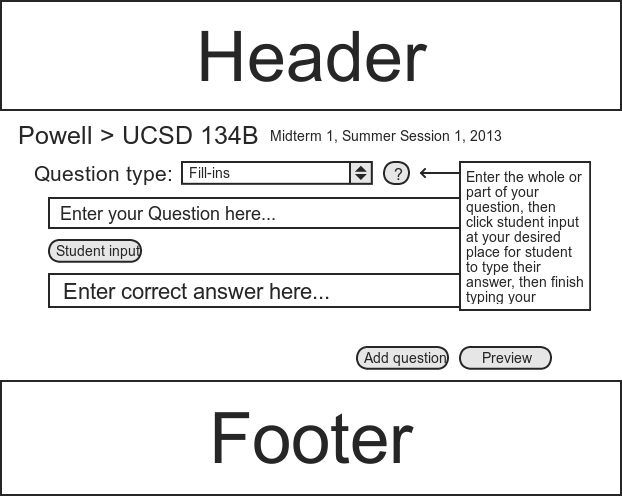 Header
Powell > UCSD 134B Midterm 1, Summer Session 1, 2013
Question type: Fill-ins ?
Enter the whole or
part of your
question, then
click student input
at your desired
place for student
to type their
answer, then finish
typing your
Enter your Question here...
Student input
Enter correct answer here...
Add question Preview
Footer